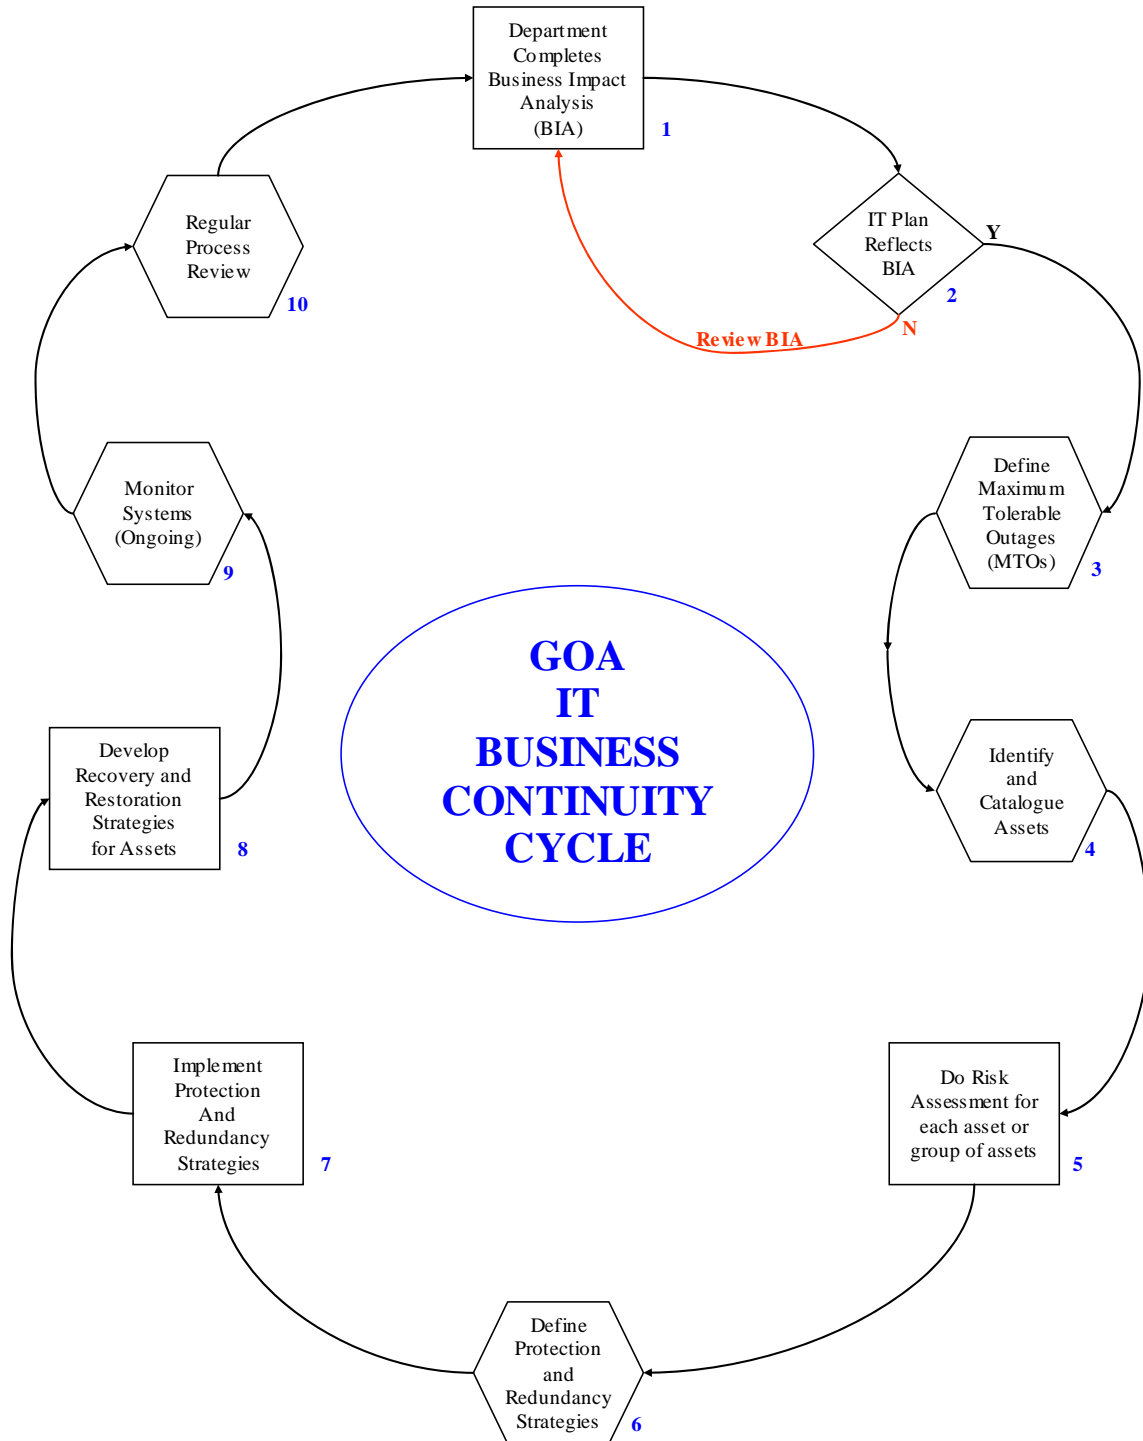 Department
Completes
Business Impact
Analysis
(BIA)
1
IT Plan
Reflects
BIA
2
Y
N
Review BIA
Define
Maximum
Tolerable
Outages
(MTOs)
3
Identify
and
Catalogue
Assets
4
Do Risk
Assessment for
each asset or
group of assets
5
Define
Protection
and
Redundancy
Strategies
6
Implement
Protection
And
Redundancy
Strategies
7
Develop
Recovery and
Restoration
Strategies
for Assets
8
Monitor
Systems
(Ongoing)
9
Regular
Process
Review
10
GOA
IT
BUSINESS
CONTINUITY
CYCLE